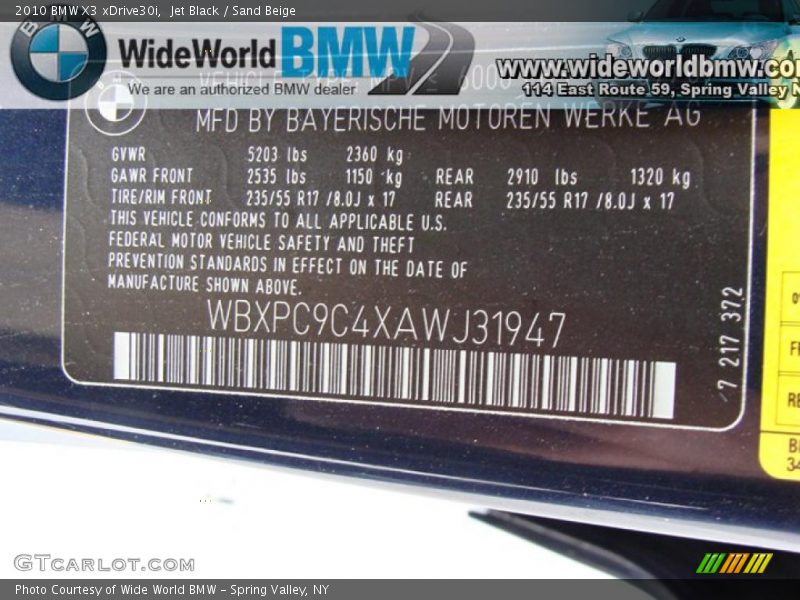 2010 BMW X3 xDrive30i, Jet Black / Sand Beige
BMW
WideWorld BMW
We are an authorized BMW dealer
www.wideworldbmw.co
114 East Route 59, Spring Valley N
MFD BY BAYERISCHE MOTOREN WERKE AG
GVWR 5203 lbs 2360 kg
GAWR FRONT 2535 lbs 1150 kg REAR 2910 lbs 1320 kg
TIRE/RIM FRONT 235/55 R17 /8.0J x 17 REAR 235/55 R17 /8.0J x 17
THIS VEHICLE CONFORMS TO ALL APPLICABLE U.S.
FEDERAL MOTOR VEHICLE SAFETY AND THEFT
PREVENTION STANDARDS IN EFFECT ON THE DATE OF
MANUFACTURE SHOWN ABOVE.
WBXPC9C4XAWJ31947
7 217 372
GTCARLOT.COM
Photo Courtesy of Wide World BMW - Spring Valley, NY